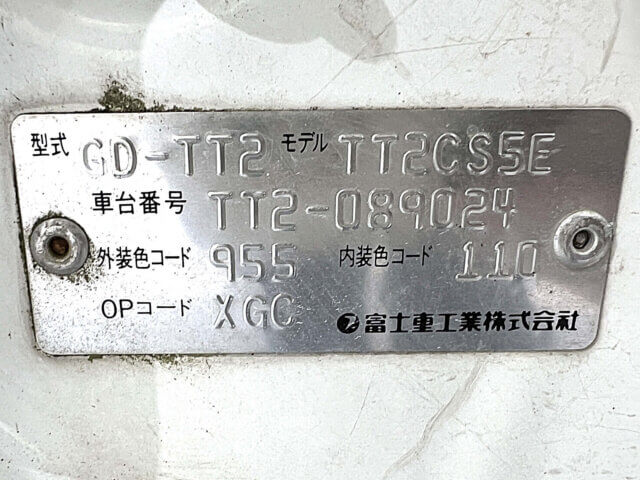 型式 GD-TT2 モデル TT2CS5E
車台番号 TT2-089024
外装色コード 955 内装色コード 110
OPコード XGC 富士重工業株式会社